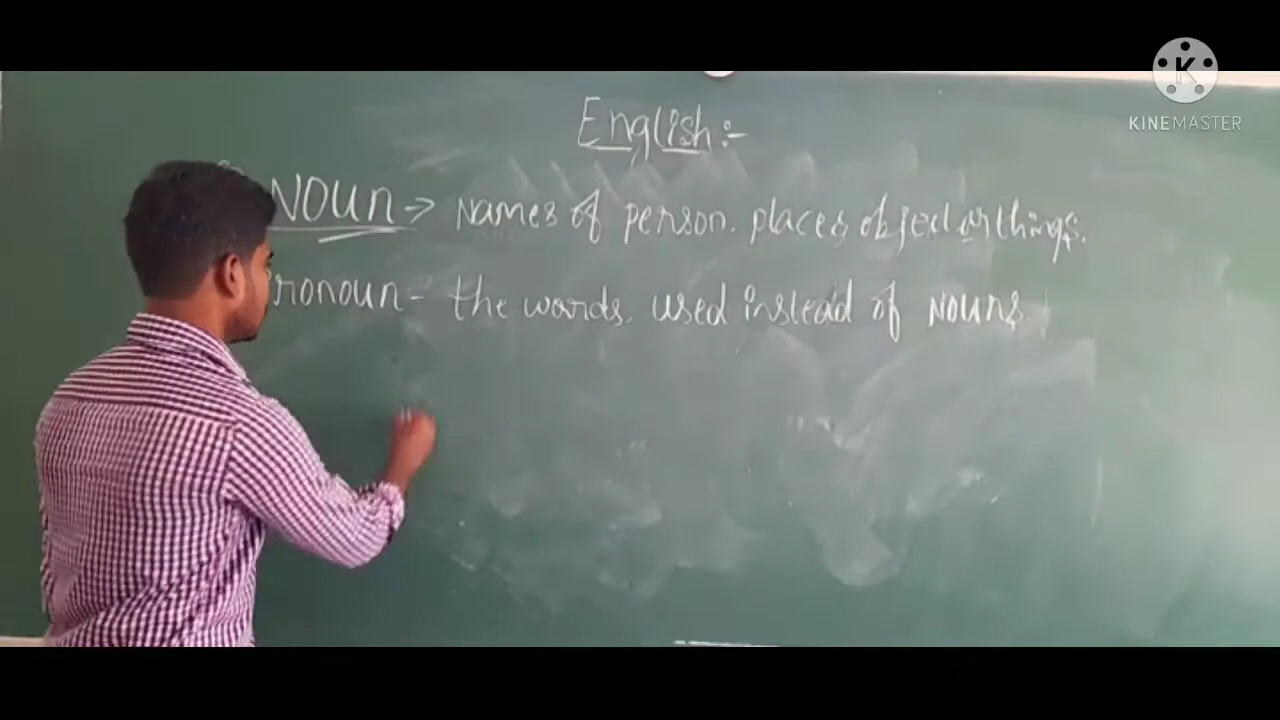 KINEMASTER
English:-
NOUN → Names of person. places object or things.
ronoun - the words. used instead of Nouns.